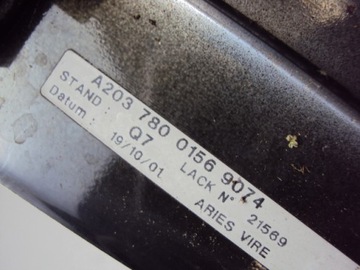 A203 780 0156 9074
STAND: Q7 LACK N° 21569
Datum: 19/10/01 ARIES VIRE